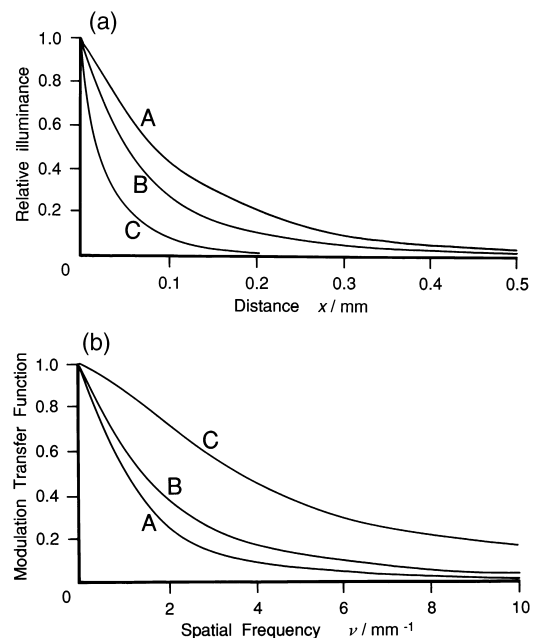 (a)
1.0
0.8
0.6
0.4
0.2
0
Relative illuminance
A
B
C
0.1 0.2 0.3 0.4 0.5
Distance x / mm
(b)
1.0
0.8
0.6
0.4
0.2
0
Modulation Transfer Function
C
B
A
2 4 6 8 10
Spatial Frequency ν / mm⁻¹